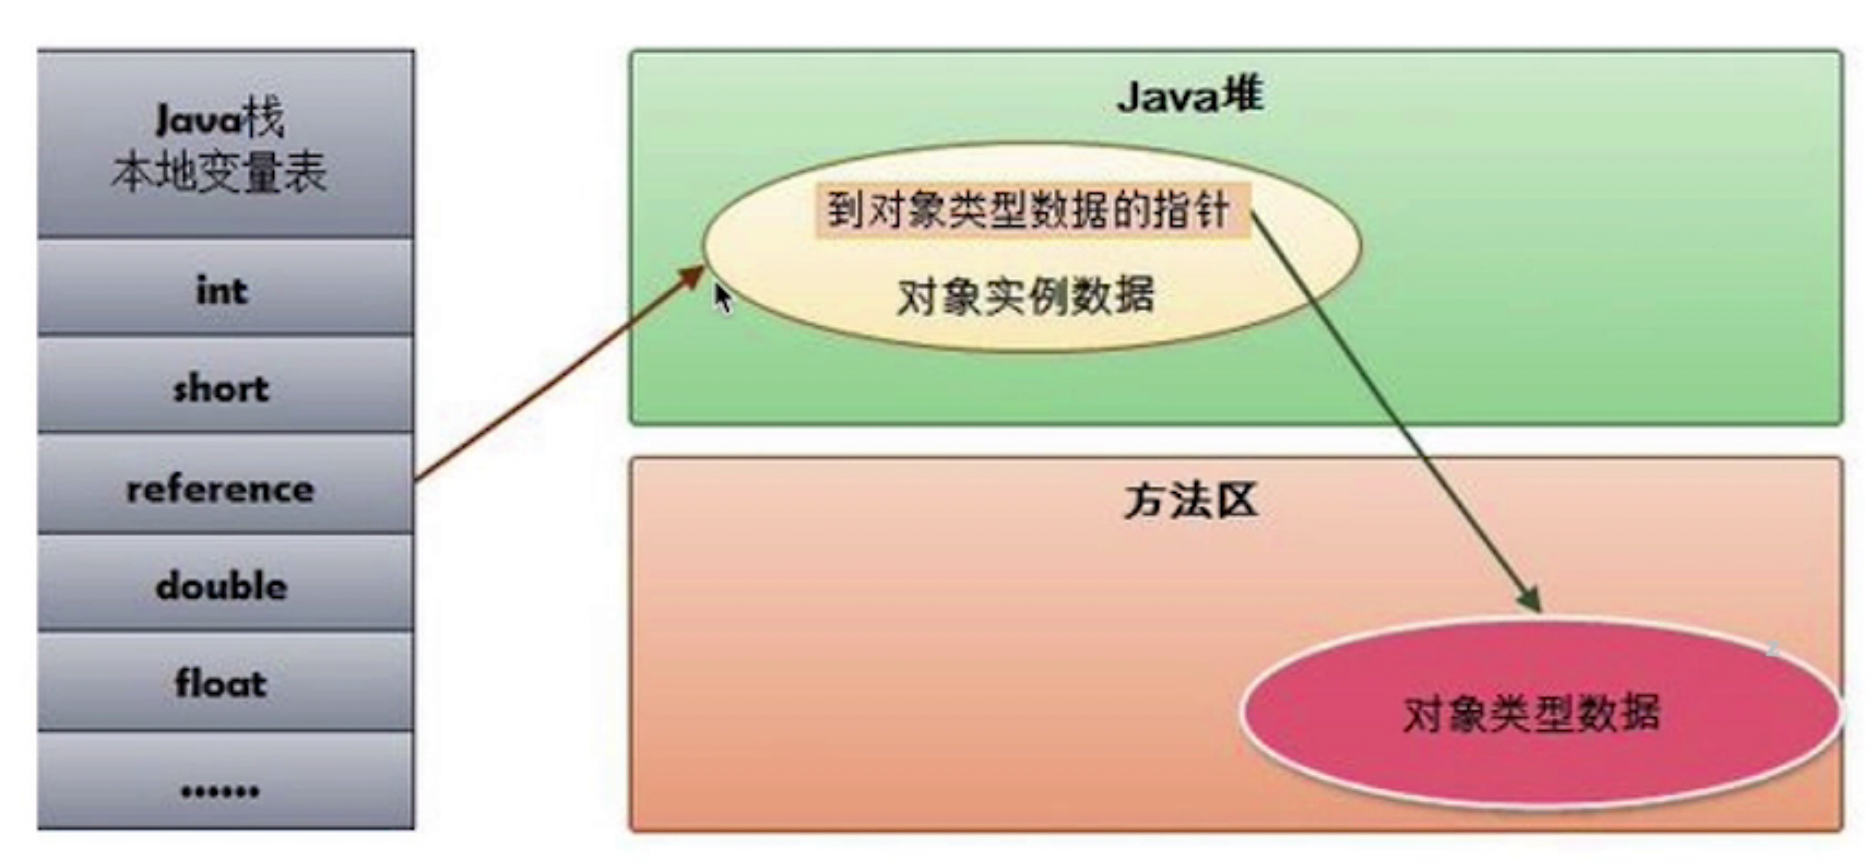 Java栈
本地变量表
int
short
reference
double
float
••••••
Java堆
到对象类型数据的指针
对象实例数据
方法区
对象类型数据